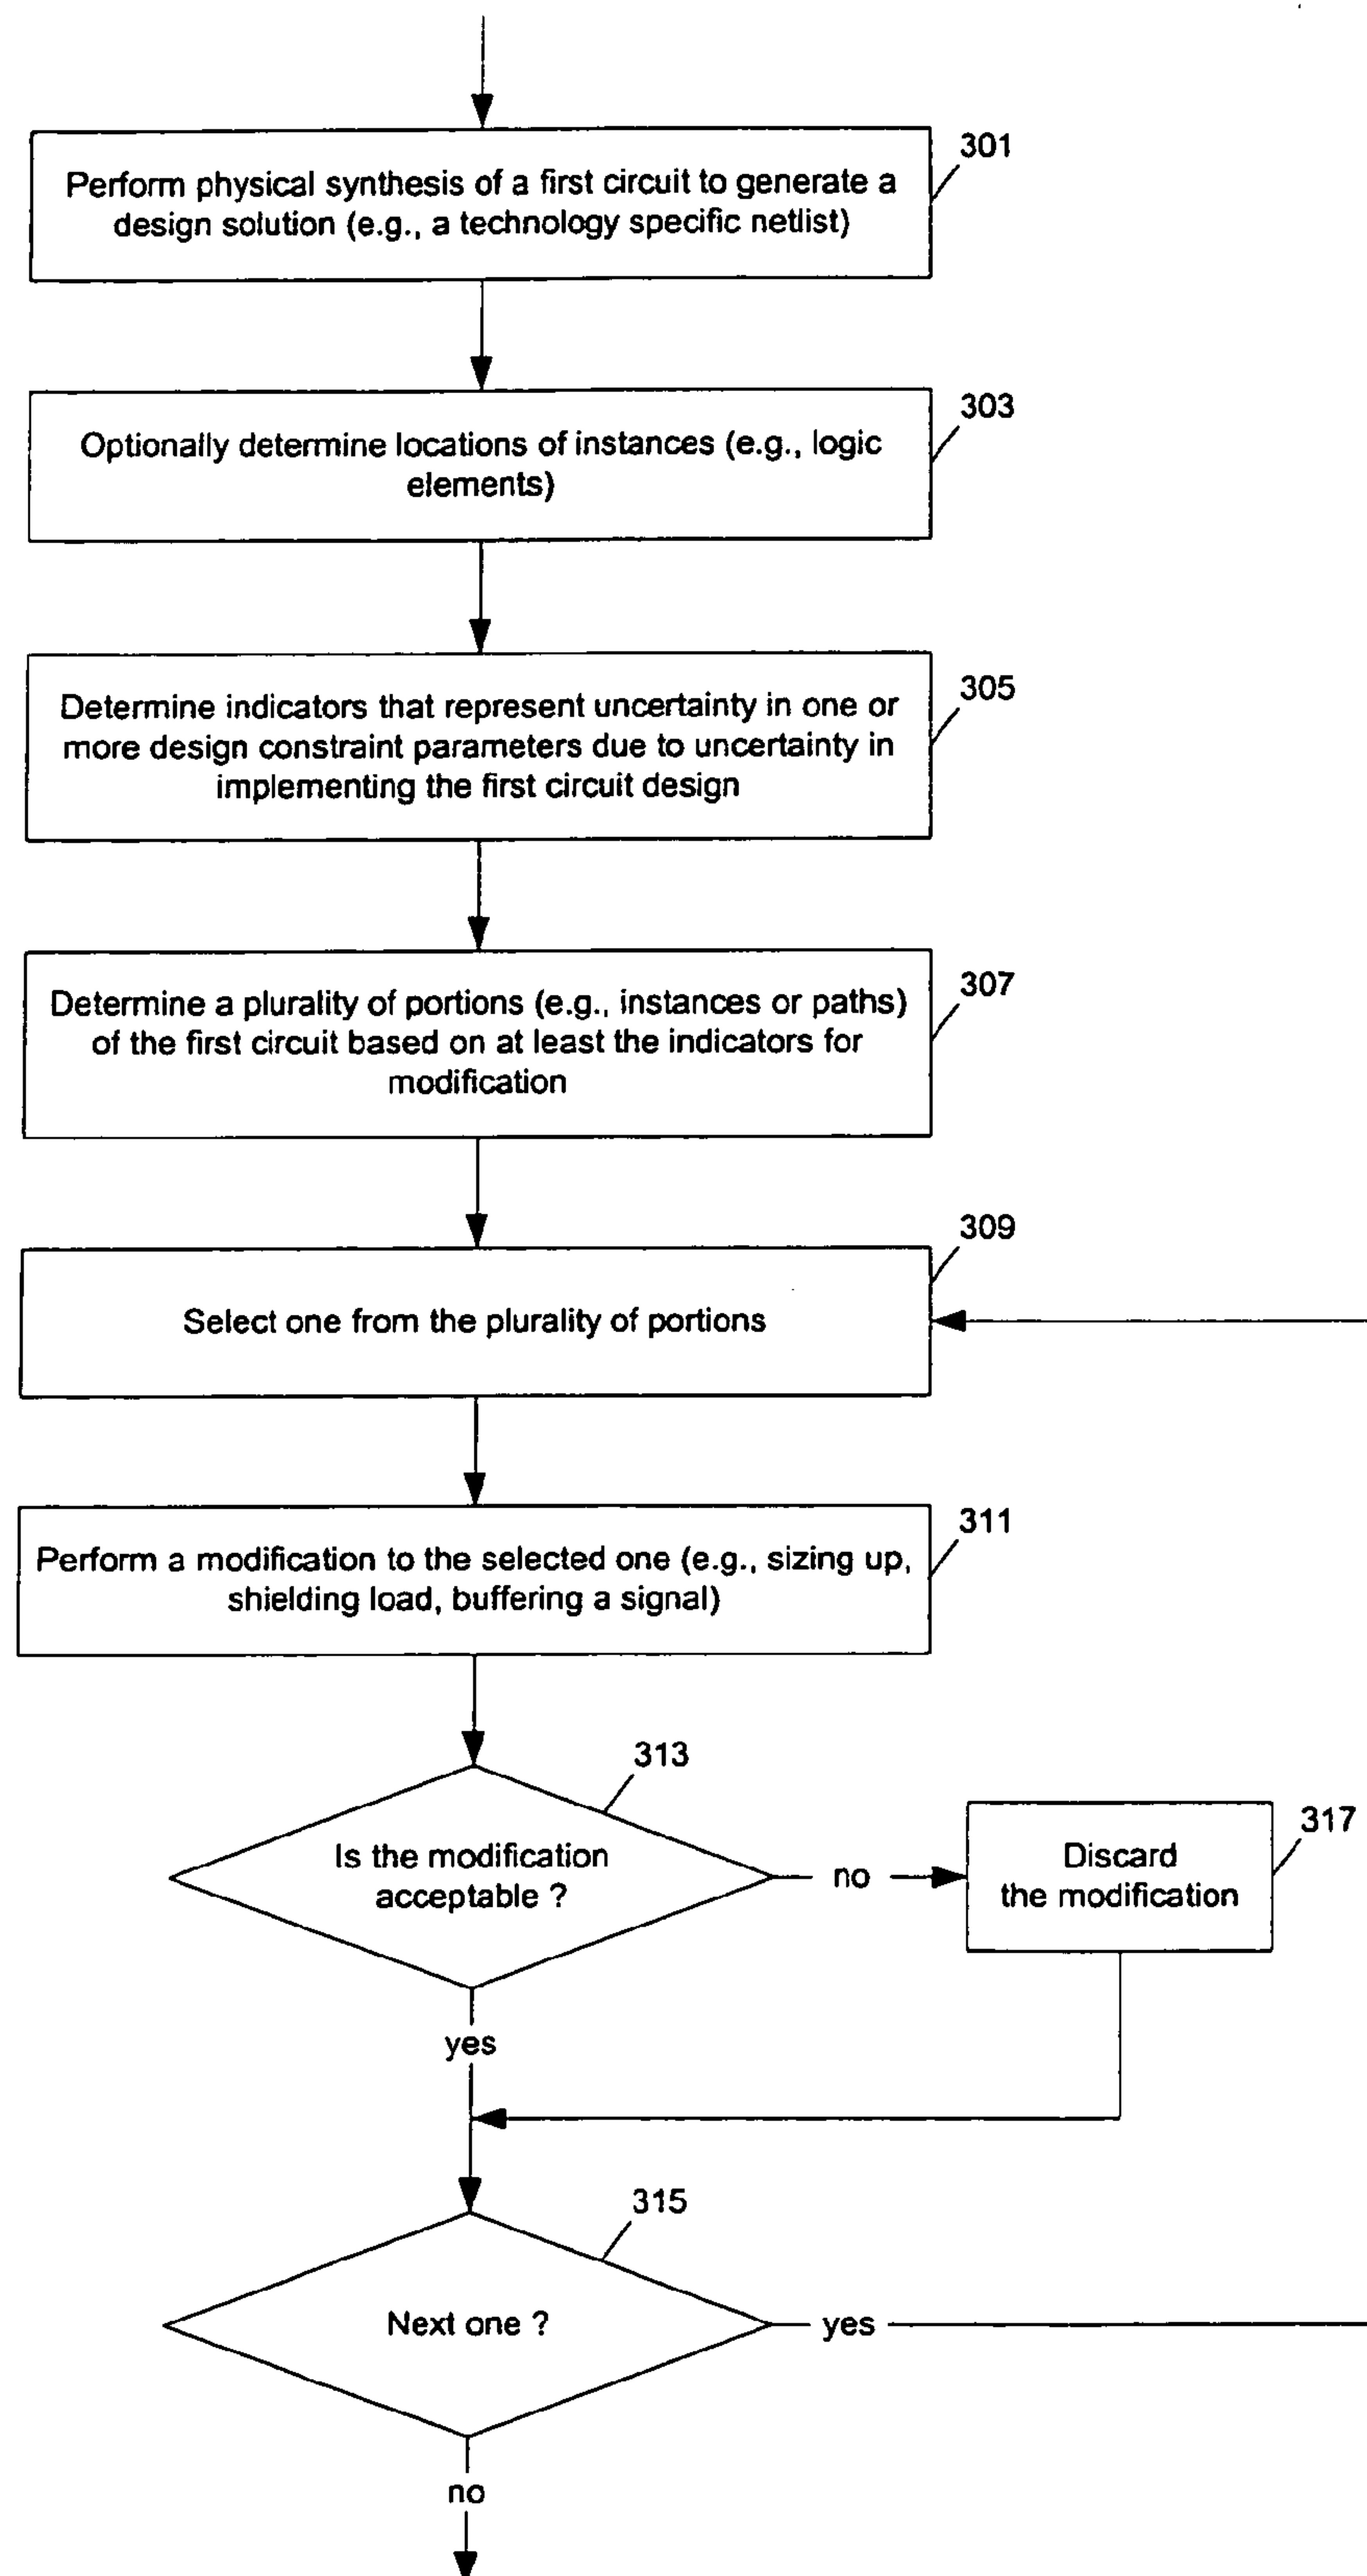 301
Perform physical synthesis of a first circuit to generate a
design solution (e.g., a technology specific netlist)
303
Optionally determine locations of instances (e.g., logic
elements)
305
Determine indicators that represent uncertainty in one or
more design constraint parameters due to uncertainty in
implementing the first circuit design
307
Determine a plurality of portions (e.g., instances or paths)
of the first circuit based on at least the indicators for
modification
309
Select one from the plurality of portions
311
Perform a modification to the selected one (e.g., sizing up,
shielding load, buffering a signal)
313
Is the modification
acceptable ?
no
317
Discard
the modification
yes
315
Next one ?
yes
no